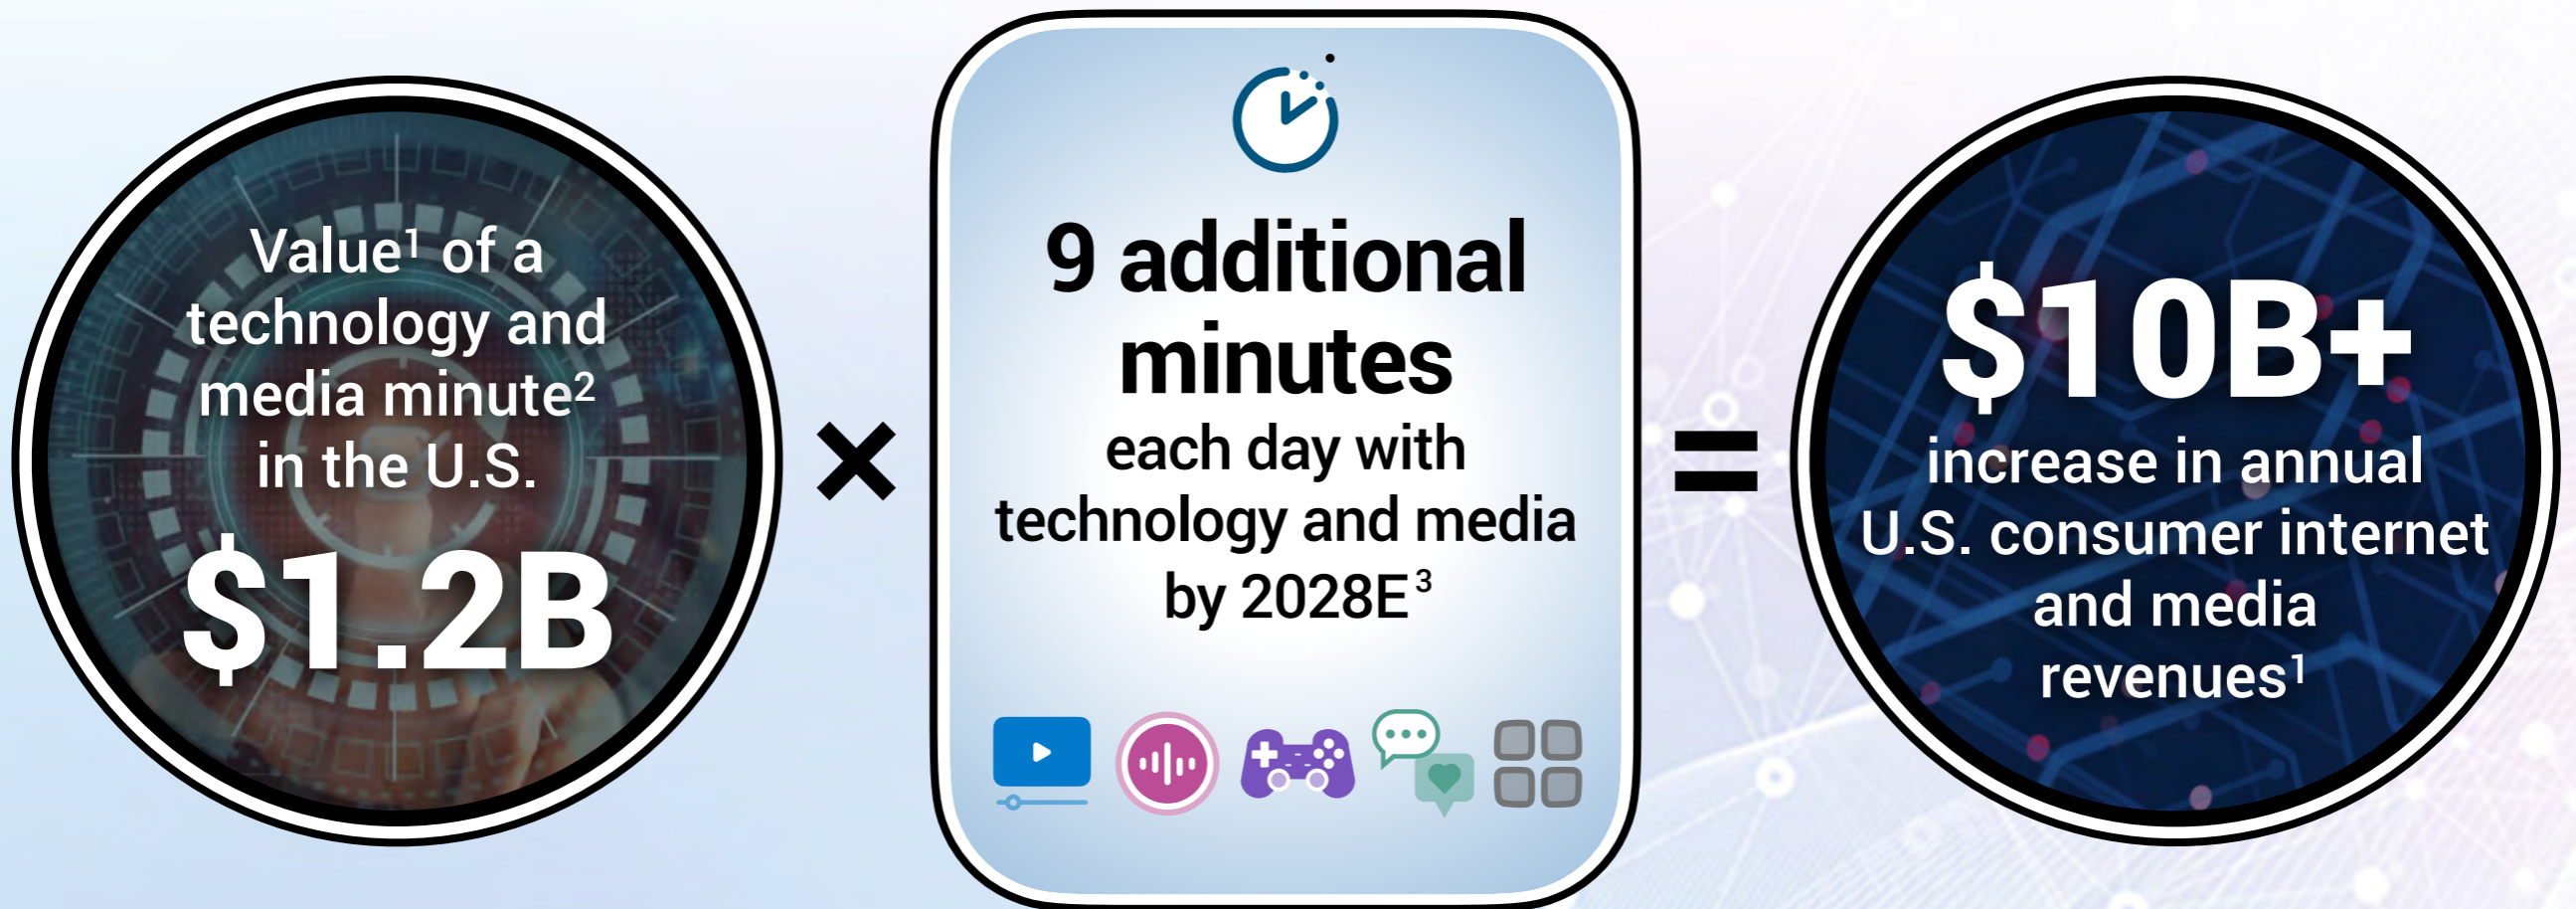 Value¹ of a
technology and
media minute²
in the U.S.
$1.2B
×
9 additional
minutes
each day with
technology and media
by 2028E³
=
$10B+
increase in annual
U.S. consumer internet
and media
revenues¹